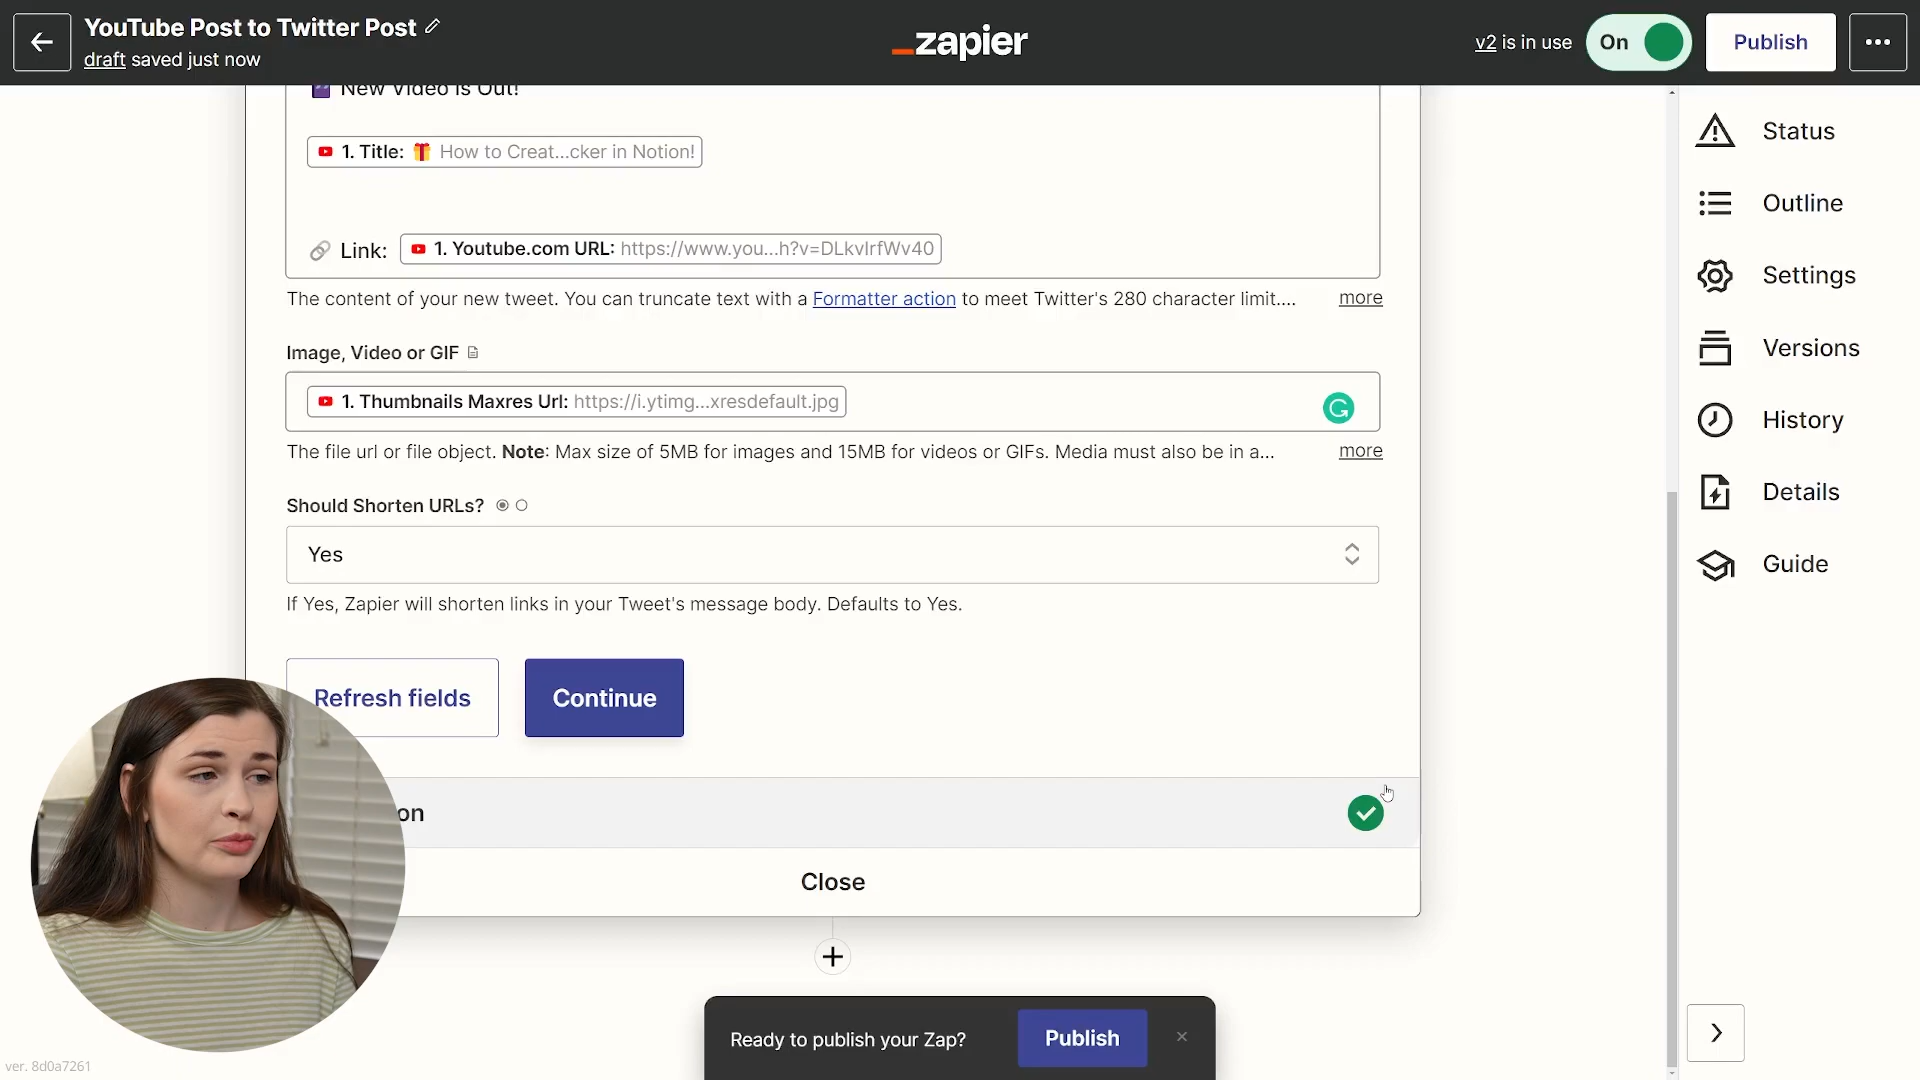 YouTube Post to Twitter Post
draft saved just now
_zapier
v2 is in use
On
Publish
New Video is Out!
1. Title: 🎁 How to Creat...cker in Notion!
🔗 Link: 1. Youtube.com URL: https://www.you...h?v=DLkvIrfWv40
The content of your new tweet. You can truncate text with a Formatter action to meet Twitter's 280 character limit.... more
Image, Video or GIF
1. Thumbnails Maxres Url: https://i.ytimg...xresdefault.jpg
The file url or file object. Note: Max size of 5MB for images and 15MB for videos or GIFs. Media must also be in a... more
Should Shorten URLs?
Yes
If Yes, Zapier will shorten links in your Tweet's message body. Defaults to Yes.
Refresh fields
Continue
on
Close
Ready to publish your Zap?
Publish
Status
Outline
Settings
Versions
History
Details
Guide
ver. 8d0a7261